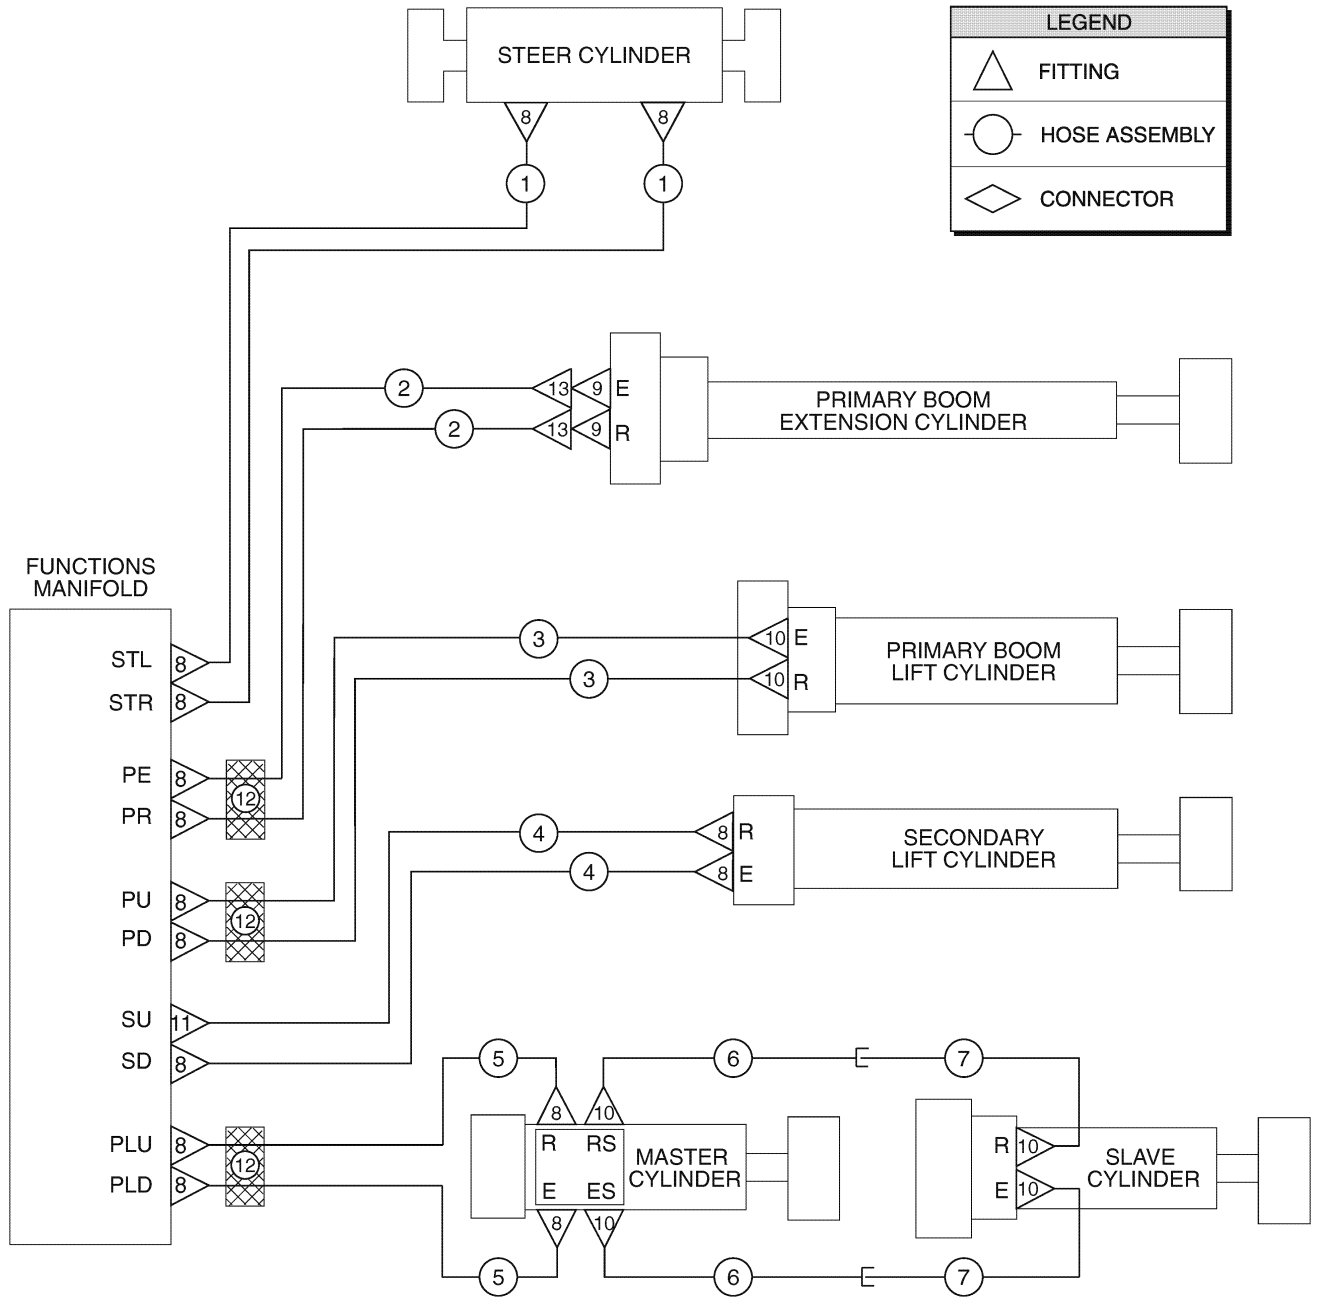 STEER CYLINDER
LEGEND
FITTING
HOSE ASSEMBLY
CONNECTOR
8 8
1 1
2 13 9 E
2 13 9 R
PRIMARY BOOM
EXTENSION CYLINDER
FUNCTIONS
MANIFOLD
3 10 E
3 10 R
PRIMARY BOOM
LIFT CYLINDER
STL 8
STR 8
PE 8
12
PR 8
4 8 R
4 8 E
SECONDARY
LIFT CYLINDER
PU 8
12
PD 8
SU 11
SD 8
5 6 7
8 10
PLU 8
12
PLD 8
R RS
E ES
MASTER
CYLINDER
R 10
E 10
SLAVE
CYLINDER
8 10
5 6 7